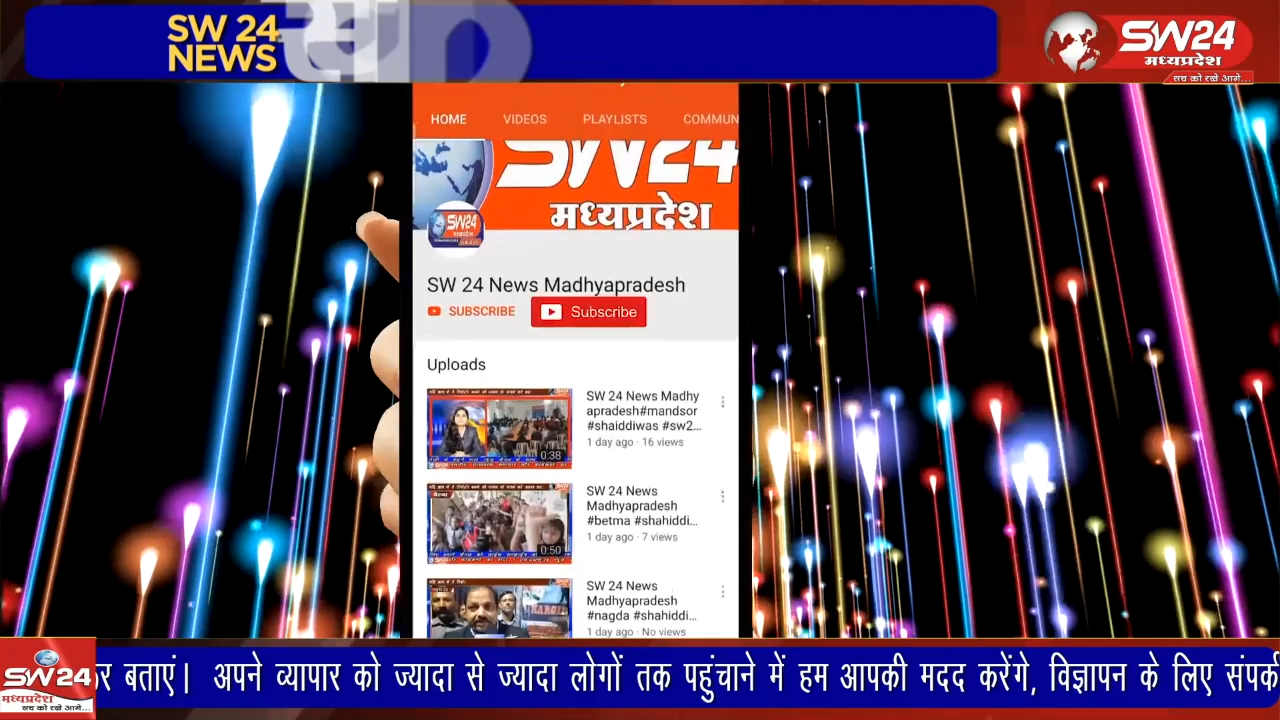 SW 24
NEWS
स
SW24
मध्यप्रदेश
सच को रखे आगे...
HOME VIDEOS PLAYLISTS COMMUN
SW24
मध्यप्रदेश
SW24
SW 24 News Madhyapradesh
SUBSCRIBE
Subscribe
Uploads
SW 24 News Madhy
apradesh#mandsor
#shaiddiwas #sw2...
1 day ago · 16 views
0:38
SW 24 News
Madhyapradesh
#betma #shahiddi...
1 day ago · 7 views
0:50
SW 24 News
Madhyapradesh
#nagda #shahiddi...
1 day ago · No views
SW24
मध्यप्रदेश
सच को रखे आगे...
र बताएं। अपने व्यापार को ज्यादा से ज्यादा लोगों तक पहुंचाने में हम आपकी मदद करेंगे, विज्ञापन के लिए संपर्क